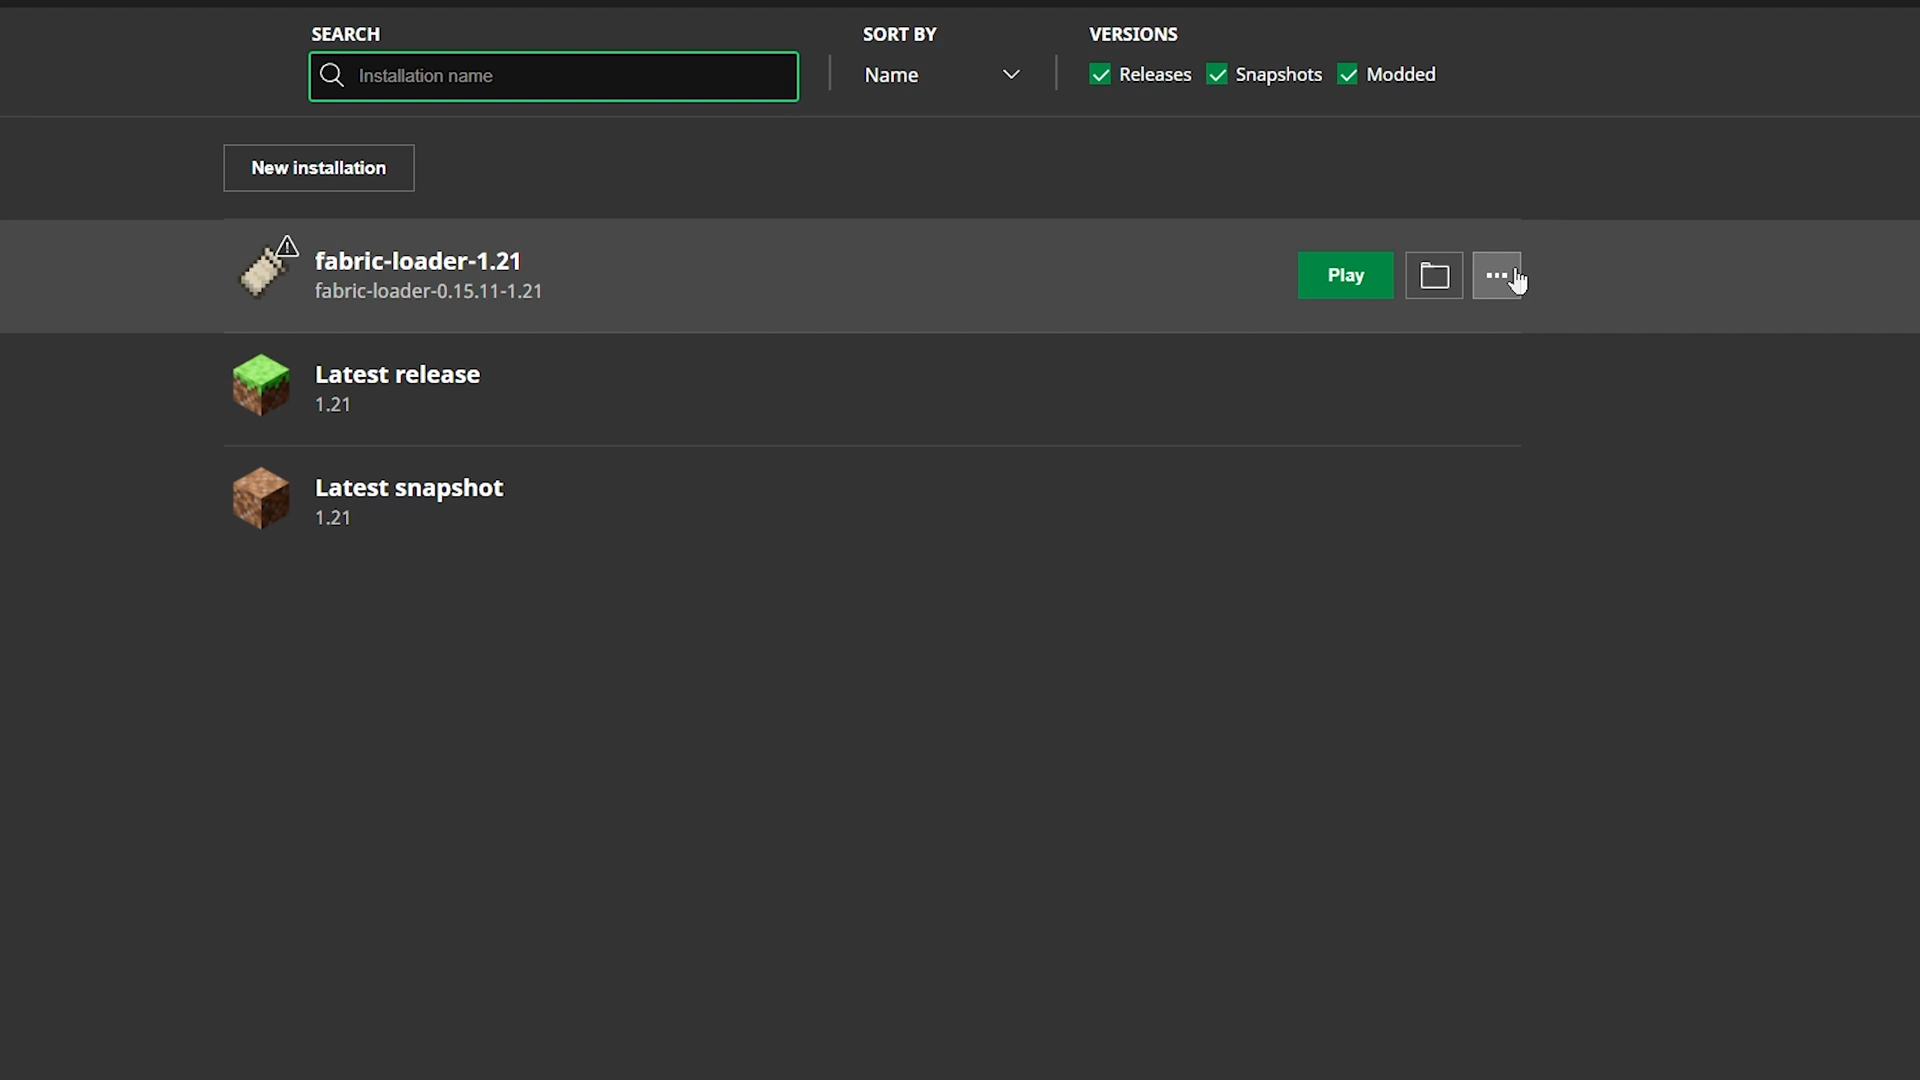 SEARCH
Installation name
SORT BY
Name
VERSIONS
Releases Snapshots Modded
New installation
fabric-loader-1.21
fabric-loader-0.15.11-1.21
Play
Latest release
1.21
Latest snapshot
1.21